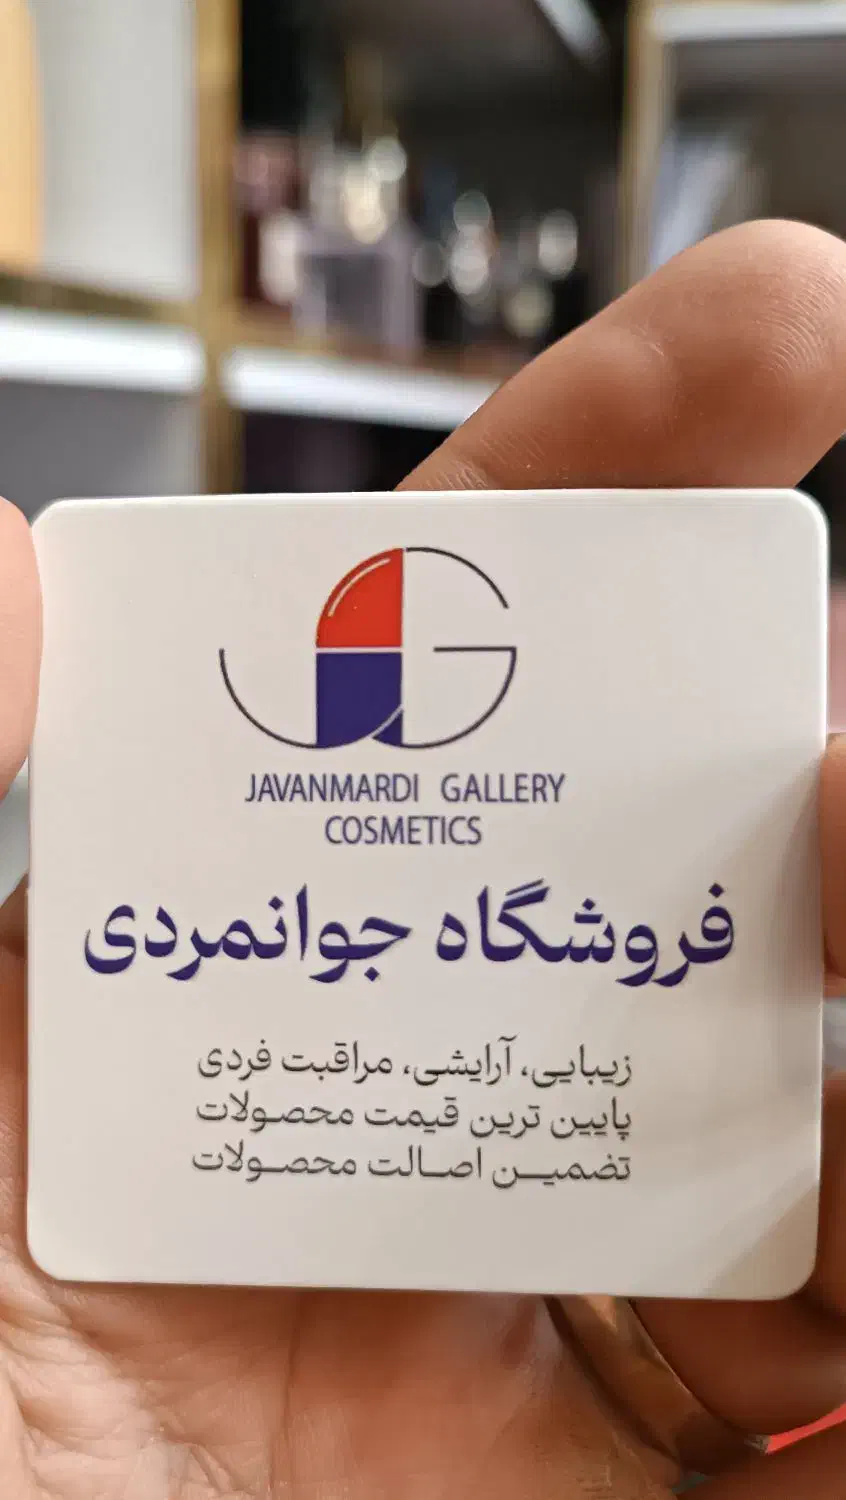 JAVANMARDI GALLERY
COSMETICS
فروشگاه جوانمردی
زیبایی، آرایشی، مراقبت فردی
پایین ترین قیمت محصولات
تضمین اصالت محصولات